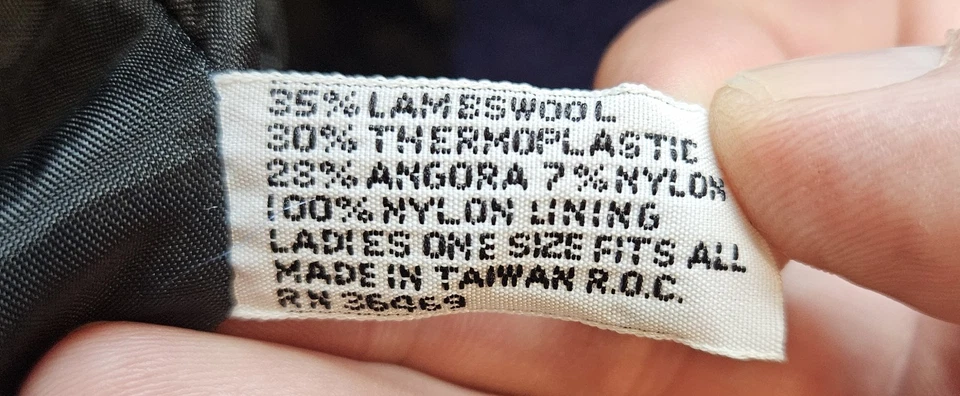 35% LAMBSWOOL
30% THERMOPLASTIC
28% ANGORA 7% NYLON
100% NYLON LINING
LADIES ONE SIZE FITS ALL
MADE IN TAIWAN R.O.C.
RN 36469